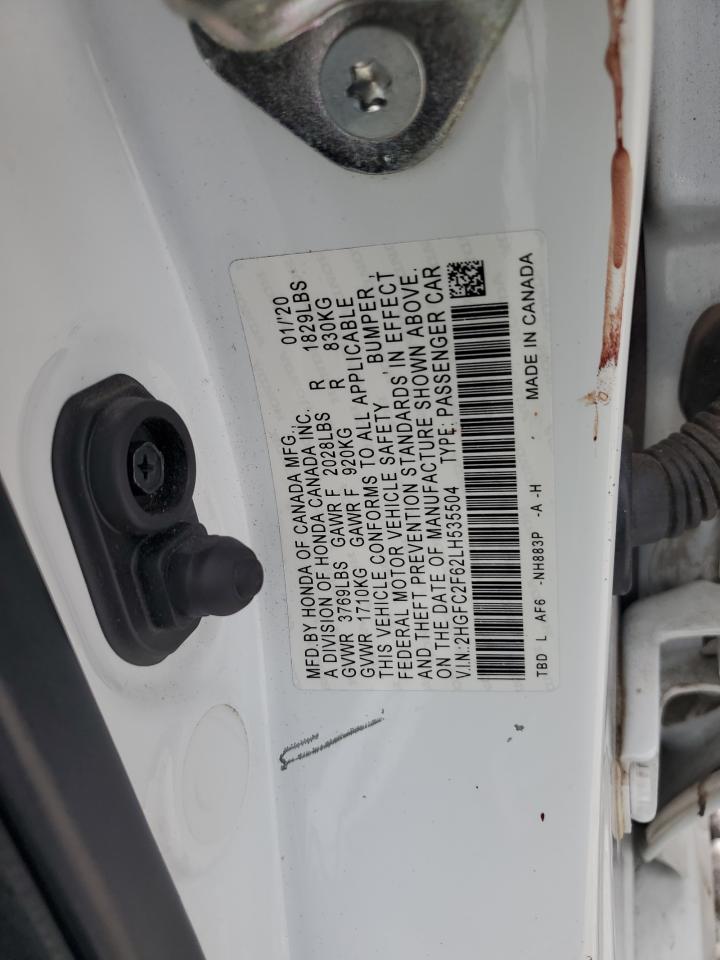 MFD. BY HONDA OF CANADA MFG., 01/'20
A DIVISION OF HONDA CANADA INC.
GVWR 3769LBS GAWR F 2028LBS R 1829LBS
GVWR 1710KG GAWR F 920KG R 830KG
THIS VEHICLE CONFORMS TO ALL APPLICABLE
FEDERAL MOTOR VEHICLE SAFETY , BUMPER ,
AND THEFT PREVENTION STANDARDS IN EFFECT
ON THE DATE OF MANUFACTURE SHOWN ABOVE.
V.I.N.:2HGFC2F62LH535504 TYPE: PASSENGER CAR
TBD L AF6 -NH883P -A -H MADE IN CANADA